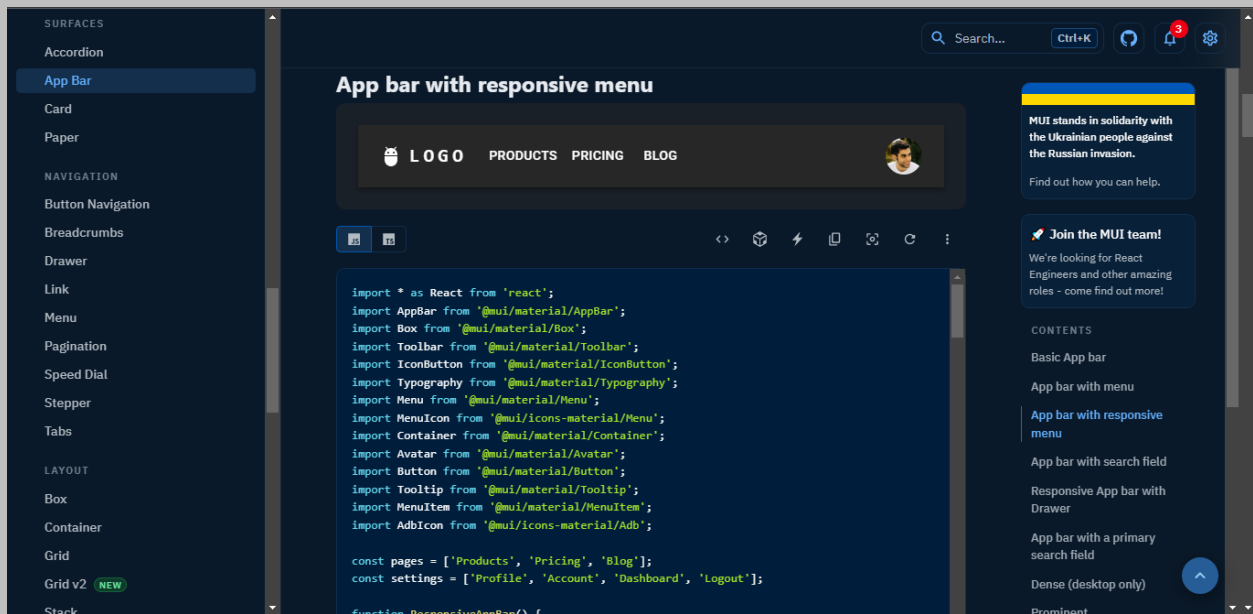 SURFACES
Accordion
App Bar
Card
Paper
NAVIGATION
Button Navigation
Breadcrumbs
Drawer
Link
Menu
Pagination
Speed Dial
Stepper
Tabs
LAYOUT
Box
Container
Grid
Grid v2 NEW
Stack
Search... Ctrl+K
3
App bar with responsive menu
LOGO PRODUCTS PRICING BLOG
JS TS
import * as React from 'react';
import AppBar from '@mui/material/AppBar';
import Box from '@mui/material/Box';
import Toolbar from '@mui/material/Toolbar';
import IconButton from '@mui/material/IconButton';
import Typography from '@mui/material/Typography';
import Menu from '@mui/material/Menu';
import MenuIcon from '@mui/icons-material/Menu';
import Container from '@mui/material/Container';
import Avatar from '@mui/material/Avatar';
import Button from '@mui/material/Button';
import Tooltip from '@mui/material/Tooltip';
import MenuItem from '@mui/material/MenuItem';
import AdbIcon from '@mui/icons-material/Adb';
const pages = ['Products', 'Pricing', 'Blog'];
const settings = ['Profile', 'Account', 'Dashboard', 'Logout'];
function ResponsiveAppBar() {
MUI stands in solidarity with
the Ukrainian people against
the Russian invasion.
Find out how you can help.
Join the MUI team!
We're looking for React
Engineers and other amazing
roles - come find out more!
CONTENTS
Basic App bar
App bar with menu
App bar with responsive
menu
App bar with search field
Responsive App bar with
Drawer
App bar with a primary
search field
Dense (desktop only)
Prominent